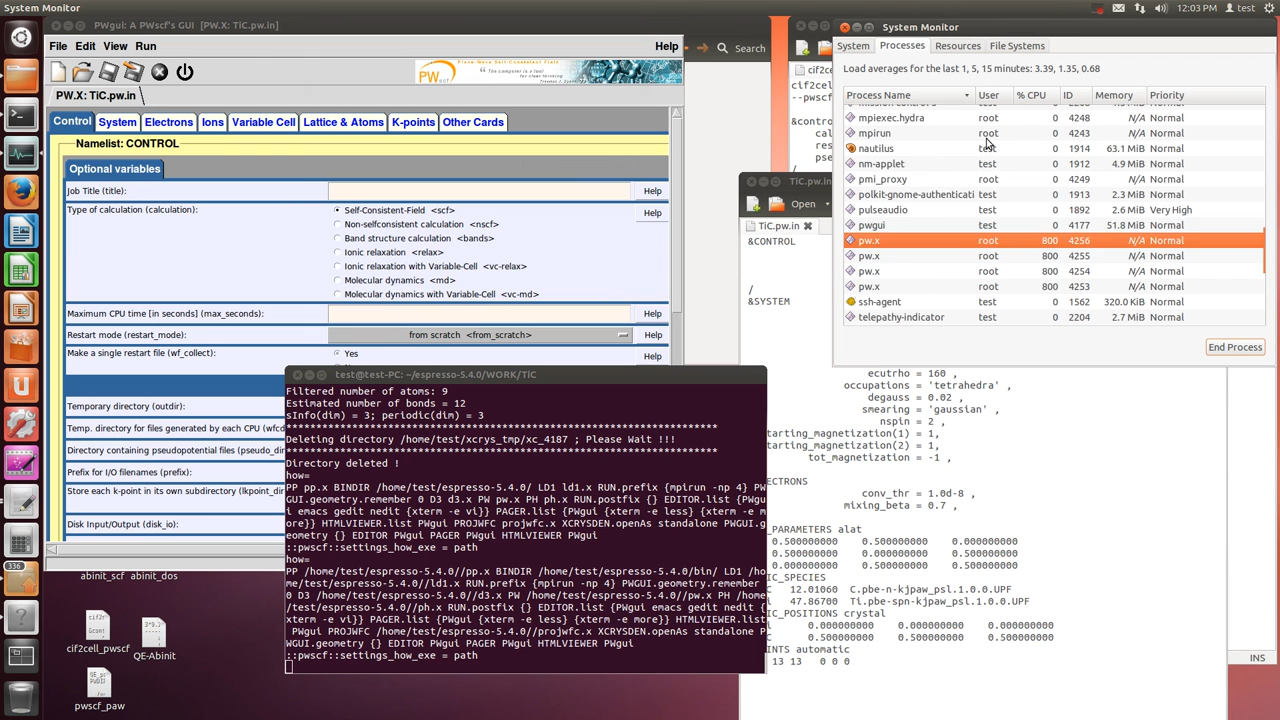 System Monitor
12:03 PM
test
PWgui: A PWscf's GUI [PW.X: TiC.pw.in]
File Edit View Run
Help
PWgcf
PW.X: TiC.pw.in
Control System Electrons Ions Variable Cell Lattice & Atoms K-points Other Cards
Namelist: CONTROL
Optional variables
Job Title (title):
Help
Type of calculation (calculation):
Self-Consistent-Field <scf>
Help
Non-selfconsistent calculation <nscf>
Band structure calculation <bands>
Ionic relaxation <relax>
Ionic relaxation with Variable-Cell <vc-relax>
Molecular dynamics <md>
Molecular dynamics with Variable-Cell <vc-md>
Maximum CPU time [in seconds] (max_seconds):
Help
Restart mode (restart_mode):
from scratch <from_scratch>
Help
Make a single restart file (wf_collect):
Yes
Help
Temporary directory (outdir):
Temp. directory for files generated by each CPU (wfcd
Directory containing pseudopotential files (pseudo_di
Prefix for I/O filenames (prefix):
Store each k-point in its own subdirectory (lkpoint_di
Disk Input/Output (disk_io):
abinit_scf
abinit_dos
cif2cell_pwscf
QE-Abinit
pwscf_paw
336
test@test-PC: ~/espresso-5.4.0/WORK/TiC
Filtered number of atoms: 9
Estimated number of bonds = 12
sInfo(dim) = 3; periodic(dim) = 3
************************************************************************
Deleting directory /home/test/xcrys_tmp/xc_4187 ; Please Wait !!!
************************************************************************
Directory deleted !
how=
PP pp.x BINDIR /home/test/espresso-5.4.0/ LD1 ld1.x RUN.prefix {mpirun -np 4} PW
GUI.geometry.remember 0 D3 d3.x PW pw.x PH ph.x RUN.postfix {} EDITOR.list {PWgu
i emacs gedit nedit {xterm -e vi}} PAGER.list {PWgui {xterm -e less} {xterm -e m
ore}} HTMLVIEWER.list PWgui PROJWFC projwfc.x XCRYSDEN.openAs standalone PWGUI.g
eometry {} EDITOR PWgui PAGER PWgui HTMLVIEWER PWgui
::pwscf::settings_how_exe = path
how=
PP /home/test/espresso-5.4.0//pp.x BINDIR /home/test/espresso-5.4.0/bin/ LD1 /ho
me/test/espresso-5.4.0//ld1.x RUN.prefix {mpirun -np 4} PWGUI.geometry.remember
0 D3 /home/test/espresso-5.4.0//d3.x PW /home/test/espresso-5.4.0//pw.x PH /home
/test/espresso-5.4.0//ph.x RUN.postfix {} EDITOR.list {PWgui emacs gedit nedit {
xterm -e vi}} PAGER.list {PWgui {xterm -e less} {xterm -e more}} HTMLVIEWER.list
PWgui PROJWFC /home/test/espresso-5.4.0//projwfc.x XCRYSDEN.openAs standalone P
WGUI.geometry {} EDITOR PWgui PAGER PWgui HTMLVIEWER PWgui
::pwscf::settings_how_exe = path
Search
cif2c
cif2cel
--pwscf
&contro
cal
res
pse
/
System Monitor
System Processes Resources File Systems
Load averages for the last 1, 5, 15 minutes: 3.39, 1.35, 0.68
Process Name User % CPU ID Memory Priority
mpiexec.hydra root 0 4248 N/A Normal
mpirun root 0 4243 N/A Normal
nautilus test 0 1914 63.1 MiB Normal
nm-applet test 0 1912 4.9 MiB Normal
pmi_proxy root 0 4249 N/A Normal
polkit-gnome-authenticati test 0 1913 2.3 MiB Normal
pulseaudio test 0 1892 2.6 MiB Very High
pwgui test 0 4177 51.8 MiB Normal
pw.x root 800 4256 N/A Normal
pw.x root 800 4255 N/A Normal
pw.x root 800 4254 N/A Normal
pw.x root 800 4253 N/A Normal
ssh-agent test 0 1562 320.0 KiB Normal
telepathy-indicator test 0 2204 2.7 MiB Normal
End Process
TiC.pw.in
Open
TiC.pw.in
&CONTROL
/
&SYSTEM
ecutrho = 160 ,
occupations = 'tetrahedra' ,
degauss = 0.02 ,
smearing = 'gaussian' ,
nspin = 2 ,
tarting_magnetization(1) = 1,
tarting_magnetization(2) = 1,
tot_magnetization = -1 ,
ECTRONS
conv_thr = 1.0d-8 ,
mixing_beta = 0.7 ,
_PARAMETERS alat
0.500000000 0.500000000 0.000000000
0.500000000 0.000000000 0.500000000
0.000000000 0.500000000 0.500000000
IC_SPECIES
12.01060 C.pbe-n-kjpaw_psl.1.0.0.UPF
47.86700 Ti.pbe-spn-kjpaw_psl.1.0.0.UPF
IC_POSITIONS crystal
0.000000000 0.000000000 0.000000000
0.500000000 0.500000000 0.500000000
INTS automatic
13 13 0 0 0
INS